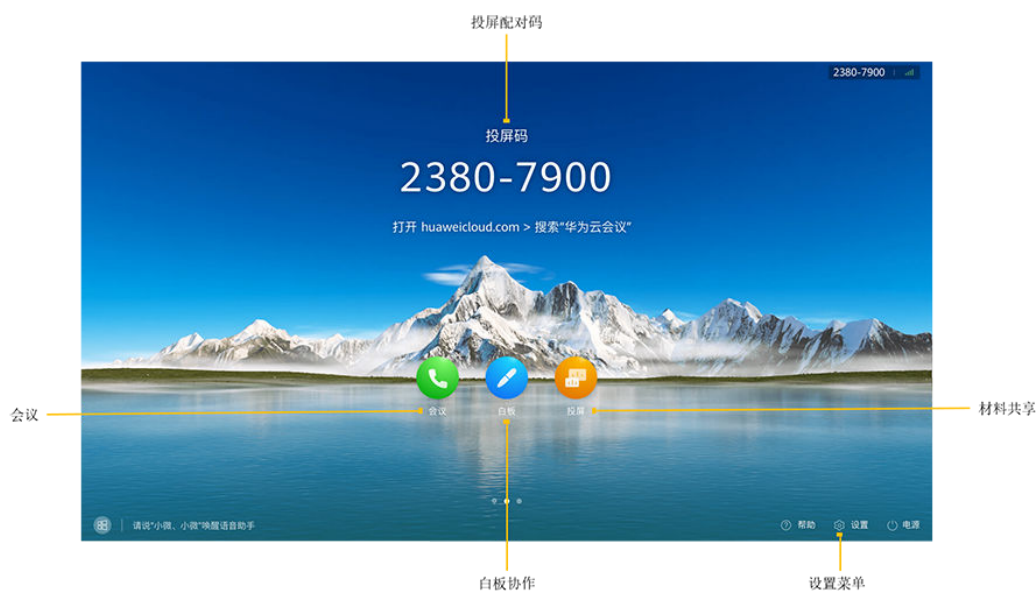 投屏配对码
2380-7900
投屏码
2380-7900
打开 huaweicloud.com > 搜索“华为云会议”
会议
白板
投屏
会议
材料共享
请说“小微、小微”唤醒语音助手
帮助
设置
电源
白板协作
设置菜单